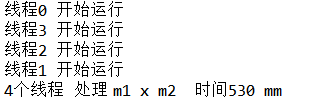 线程0 开始运行
线程3 开始运行
线程2 开始运行
线程1 开始运行
4个线程 处理 m1 x m2  时间530 mm